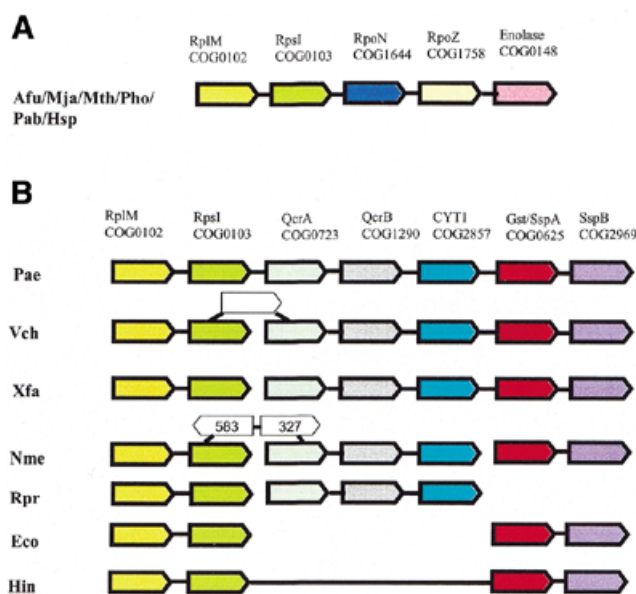 A
RplM RpsI RpoN RpoZ Enolase
COG0102 COG0103 COG1644 COG1758 COG0148
Afu/Mja/Mth/Pho/
Pab/Hsp
B
RplM RpsI QcrA QcrB CYT1 Gst/SspA SspB
COG0102 COG0103 COG0723 COG1290 COG2857 COG0625 COG2969
Pae
Vch
Xfa
583 327
Nme
Rpr
Eco
Hin